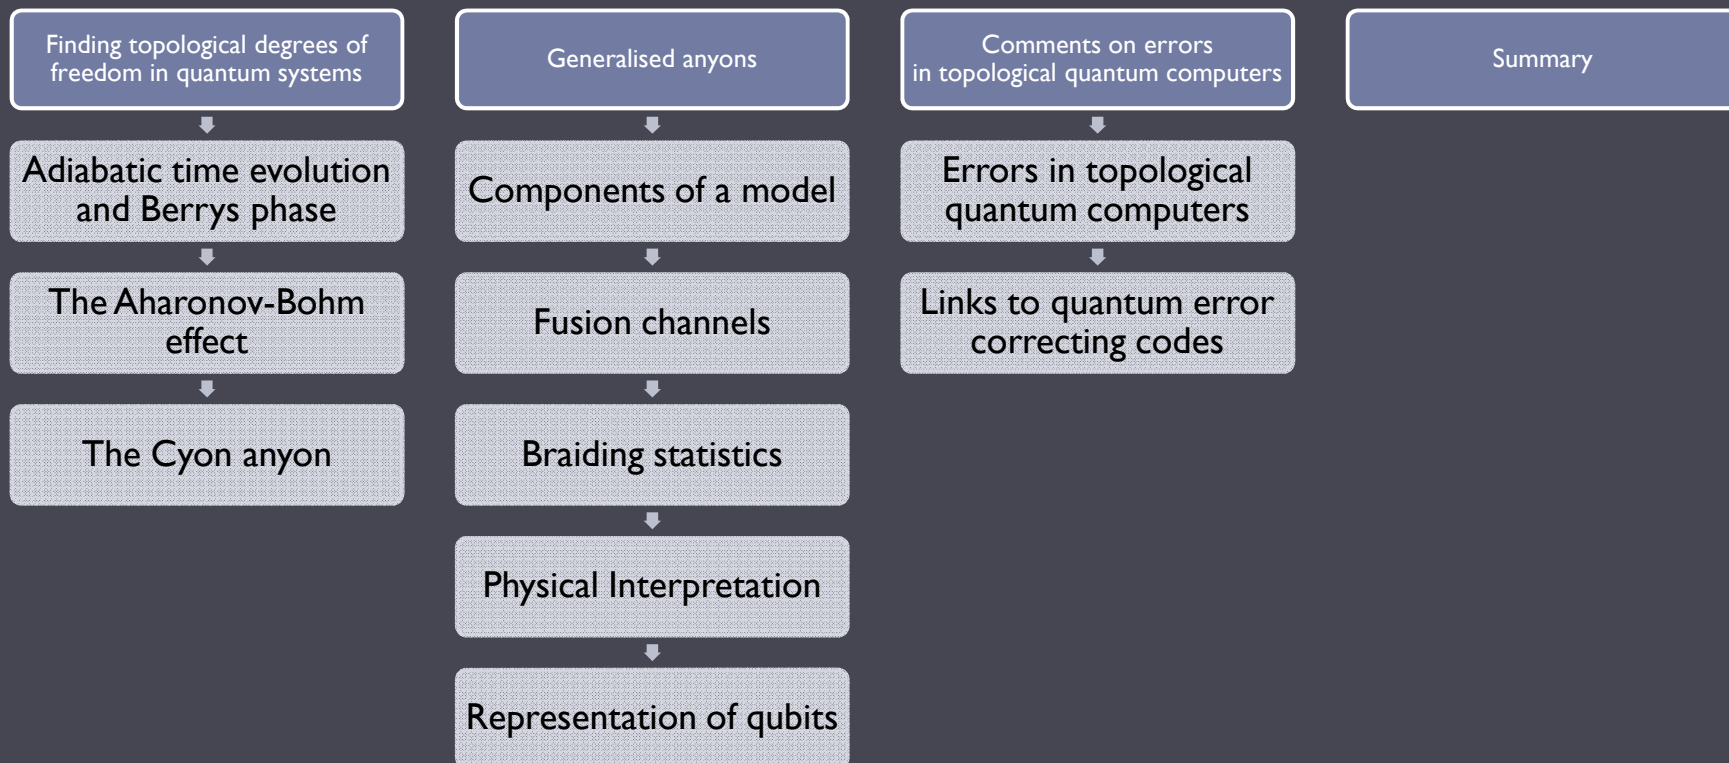 Finding topological degrees of
freedom in quantum systems
Adiabatic time evolution
and Berrys phase
The Aharonov-Bohm
effect
The Cyon anyon
Generalised anyons
Components of a model
Fusion channels
Braiding statistics
Physical Interpretation
Representation of qubits
Comments on errors
in topological quantum computers
Errors in topological
quantum computers
Links to quantum error
correcting codes
Summary